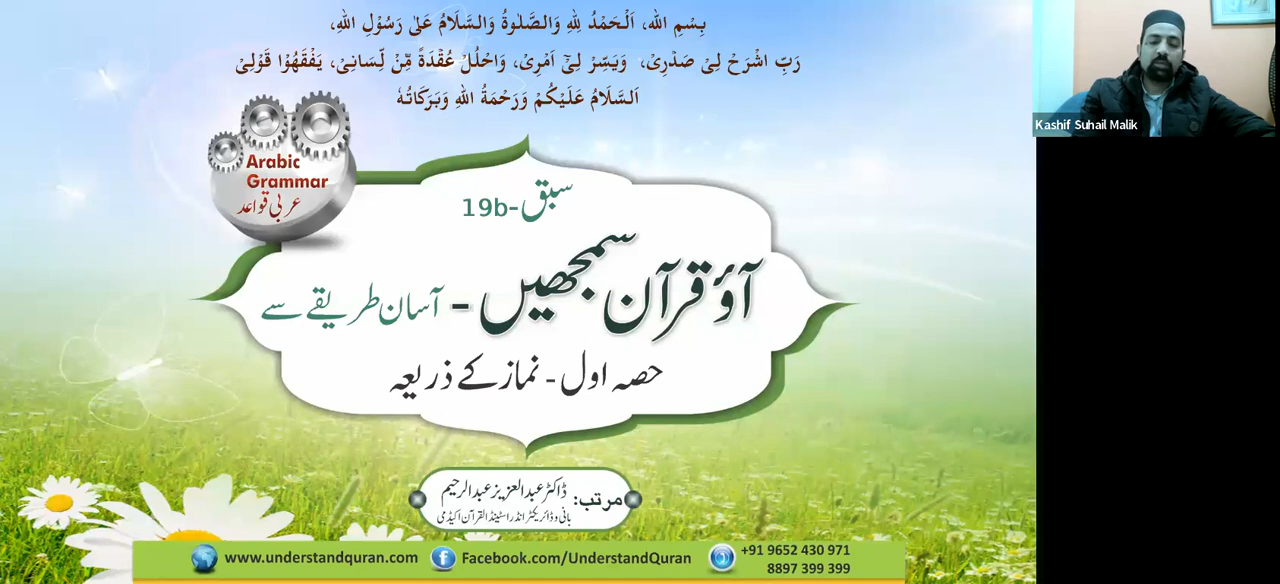 بِسْمِ اللهِ، اَلْحَمْدُ لِلّٰهِ وَالصَّلٰوةُ وَالسَّلَامُ عَلٰى رَسُوْلِ اللهِ،
رَبِّ اشْرَحْ لِیْ صَدْرِیْ، وَیَسِّرْ لِیْٓ اَمْرِیْ، وَاحْلُلْ عُقْدَةً مِّنْ لِّسَانِیْ، یَفْقَهُوْا قَوْلِیْ
اَلسَّلَامُ عَلَیْکُمْ وَرَحْمَةُ اللهِ وَبَرَکَاتُهٗ
Kashif Suhail Malik
Arabic
Grammar
عربی قواعد
سبق-19b
آؤ قرآن سمجھیں - آسان طریقے سے
حصہ اول - نماز کے ذریعہ
مرتب: ڈاکٹر عبدالعزیز عبدالرحیم
بانی و ڈائریکٹر انڈراسٹینڈ القرآن اکیڈمی
www.understandquran.com
Facebook.com/UnderstandQuran
+91 9652 430 971
8897 399 399